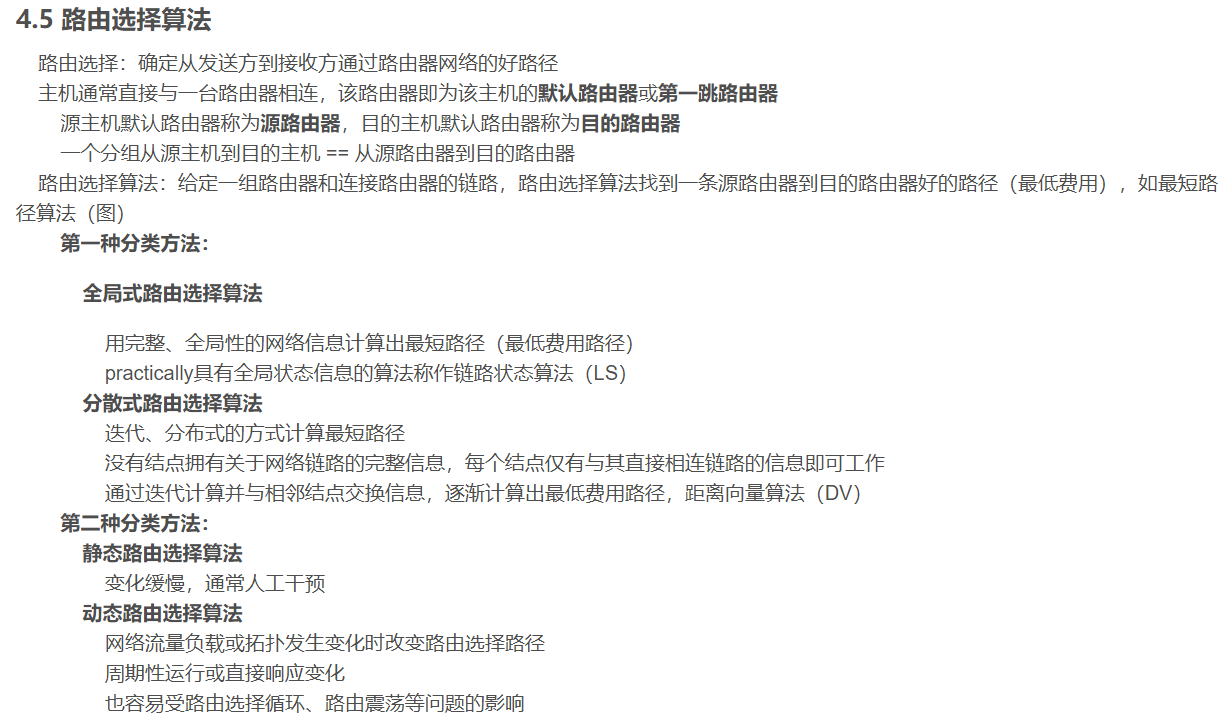 4.5 路由选择算法
路由选择：确定从发送方到接收方通过路由器网络的好路径
主机通常直接与一台路由器相连，该路由器即为该主机的默认路由器或第一跳路由器
源主机默认路由器称为源路由器，目的主机默认路由器称为目的路由器
一个分组从源主机到目的主机 == 从源路由器到目的路由器
路由选择算法：给定一组路由器和连接路由器的链路，路由选择算法找到一条源路由器到目的路由器好的路径（最低费用），如最短路
径算法（图）
第一种分类方法：
全局式路由选择算法
用完整、全局性的网络信息计算出最短路径（最低费用路径）
practically具有全局状态信息的算法称作链路状态算法（LS）
分散式路由选择算法
迭代、分布式的方式计算最短路径
没有结点拥有关于网络链路的完整信息，每个结点仅有与其直接相连链路的信息即可工作
通过迭代计算并与相邻结点交换信息，逐渐计算出最低费用路径，距离向量算法（DV）
第二种分类方法：
静态路由选择算法
变化缓慢，通常人工干预
动态路由选择算法
网络流量负载或拓扑发生变化时改变路由选择路径
周期性运行或直接响应变化
也容易受路由选择循环、路由震荡等问题的影响